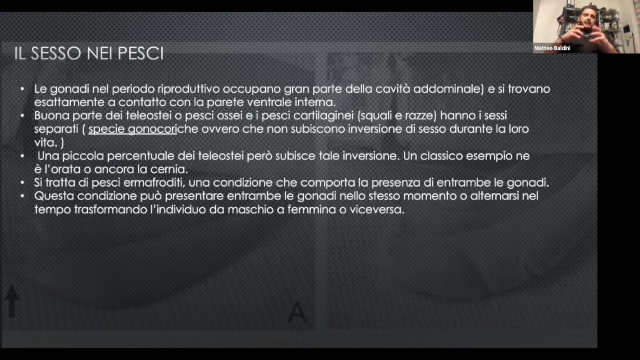 IL SESSO NEI PESCI
• Le gonadi nel periodo riproduttivo occupano gran parte della cavità addominale) e si trovano
esattamente a contatto con la parete ventrale interna.
• Buona parte dei teleostei o pesci ossei e i pesci cartilaginei (squali e razze) hanno i sessi
separati ( specie gonocoriche ovvero che non subiscono inversione di sesso durante la loro
vita. )
• Una piccola percentuale dei teleostei però subisce tale inversione. Un classico esempio ne
è l'orata o ancora la cernia.
• Si tratta di pesci ermafroditi, una condizione che comporta la presenza di entrambe le gonadi.
• Questa condizione può presentare entrambe le gonadi nello stesso momento o alternarsi nel
tempo trasformando l'individuo da maschio a femmina o viceversa.
A
Matteo Baldini